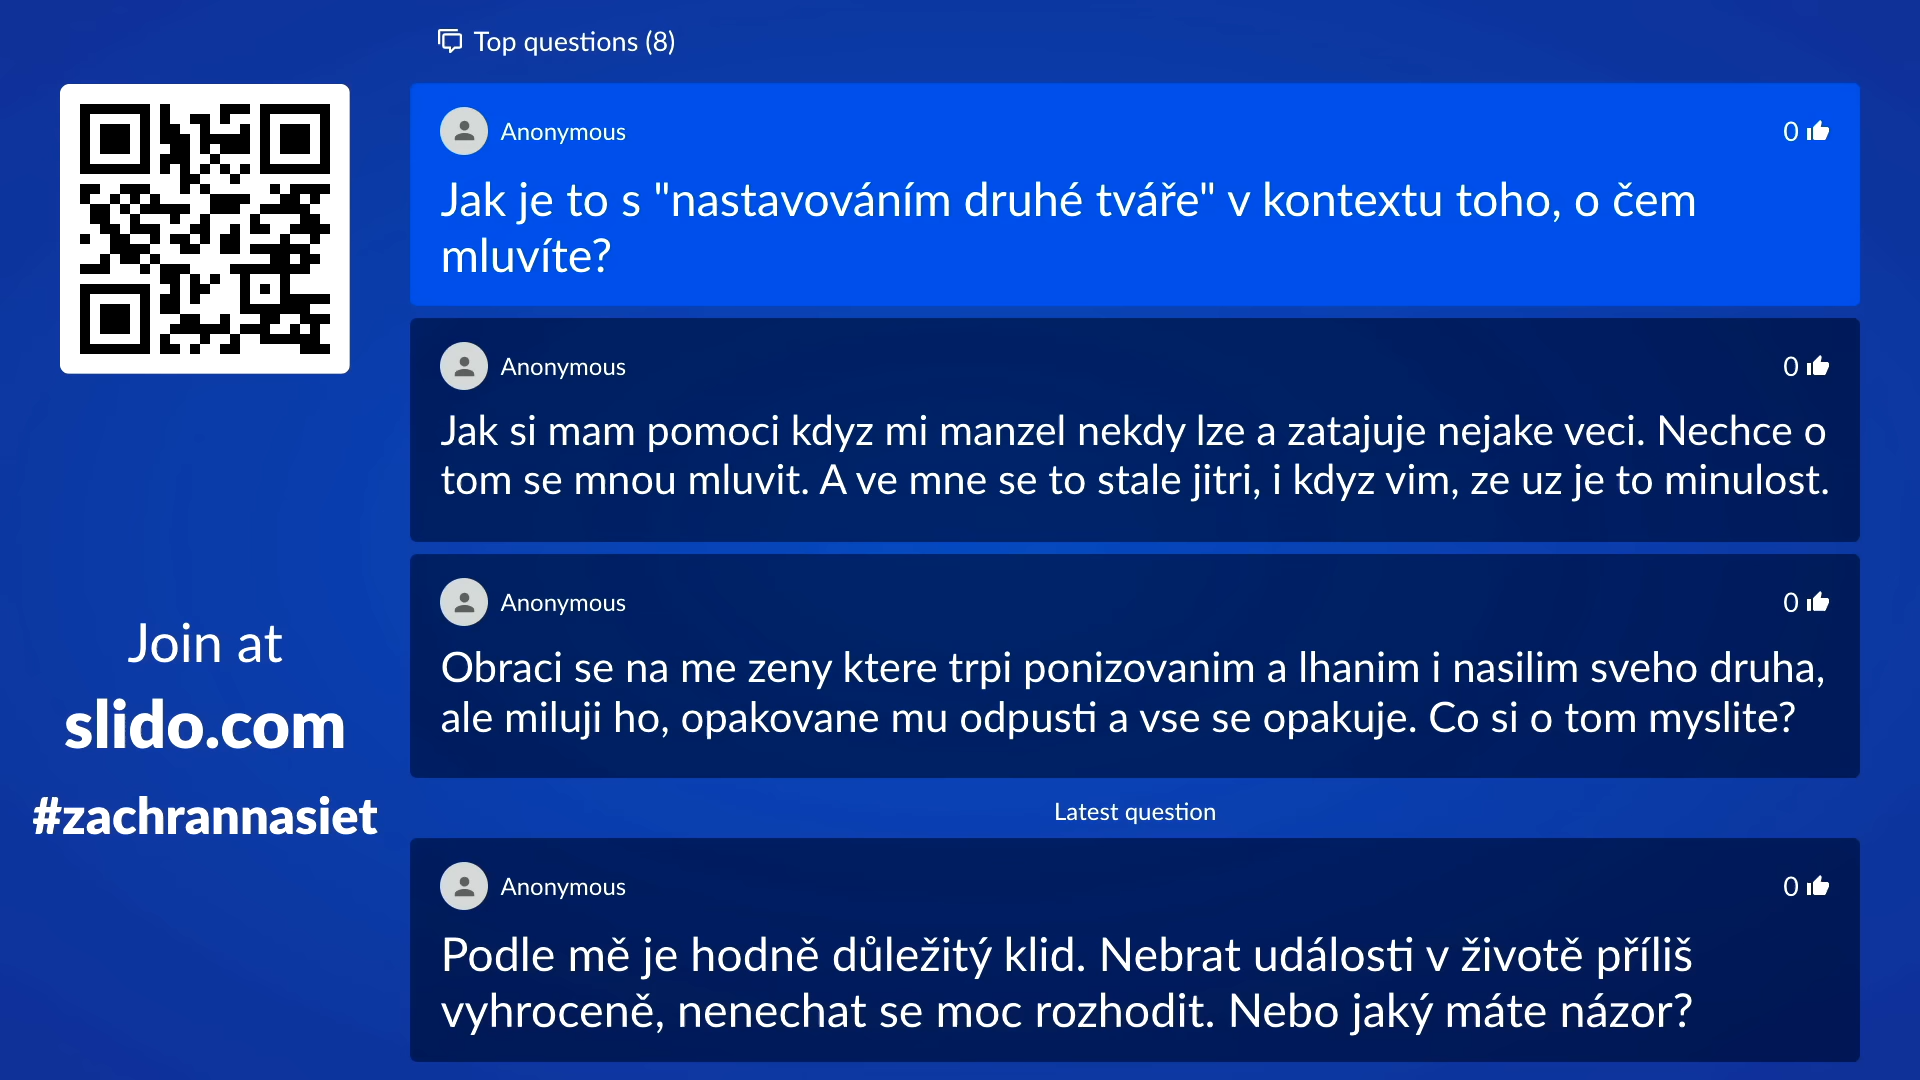 Top questions (8)
Anonymous
0
Jak je to s "nastavováním druhé tváře" v kontextu toho, o čem
mluvíte?
Anonymous
0
Jak si mam pomoci kdyz mi manzel nekdy lze a zatajuje nejake veci. Nechce o
tom se mnou mluvit. A ve mne se to stale jitri, i kdyz vim, ze uz je to minulost.
Anonymous
0
Obraci se na me zeny ktere trpi ponizovanim a lhanim i nasilim sveho druha,
ale miluji ho, opakovane mu odpusti a vse se opakuje. Co si o tom myslite?
Latest question
Anonymous
0
Podle mě je hodně důležitý klid. Nebrat události v životě příliš
vyhroceně, nenechat se moc rozhodit. Nebo jaký máte názor?
Join at
slido.com
#zachrannasiet